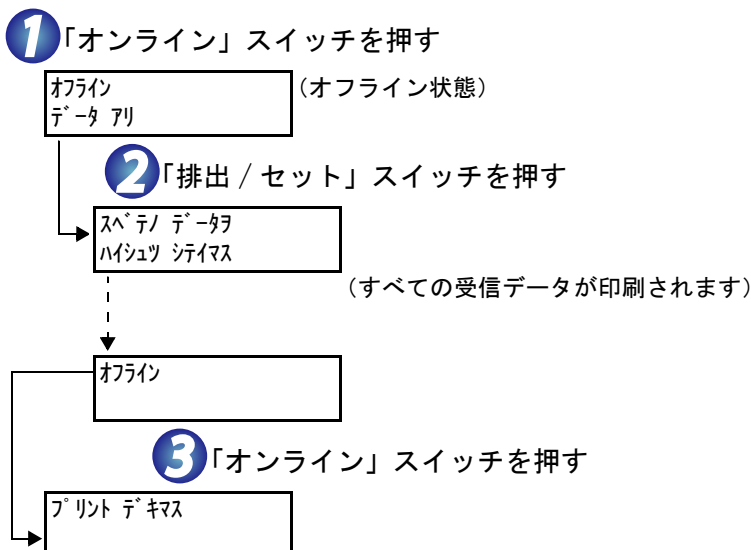 1「オンライン」スイッチを押す
ｵﾌﾗｲﾝ
ﾃﾞｰﾀ ｱﾘ
（オフライン状態）
2「排出 / セット」スイッチを押す
ｽﾍﾞﾃﾉ ﾃﾞｰﾀｦ
ﾊｲｼｭﾂ ｼﾃｲﾏｽ
（すべての受信データが印刷されます）
ｵﾌﾗｲﾝ
3「オンライン」スイッチを押す
ﾌﾟﾘﾝﾄ ﾃﾞｷﾏｽ